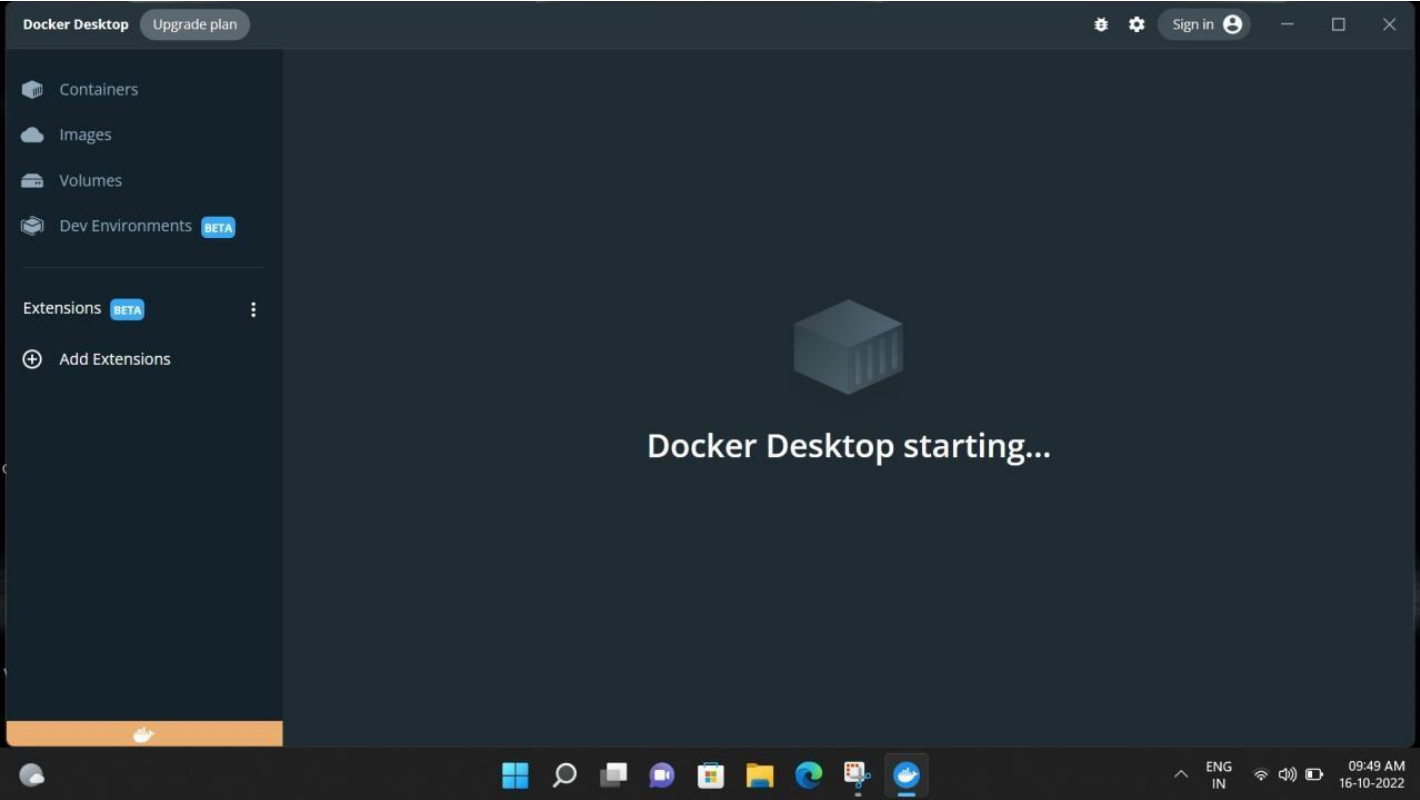 Docker Desktop Upgrade plan Sign in
Containers
Images
Volumes
Dev Environments BETA
Extensions BETA
Add Extensions
Docker Desktop starting...
ENG
IN
09:49 AM
16-10-2022